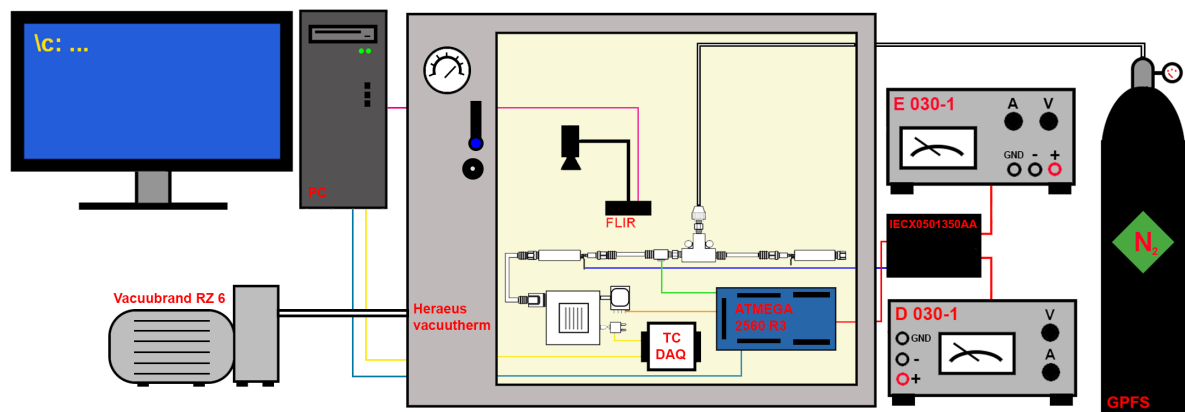 \c: ...
PC
FLIR
Vacuubrand RZ 6
Heraeus
vacuutherm
ATMEGA
2560 R3
TC
DAQ
E 030-1
A V
GND - +
IECX0501350AA
D 030-1
V
GND
-
A
+
N2
GPFS